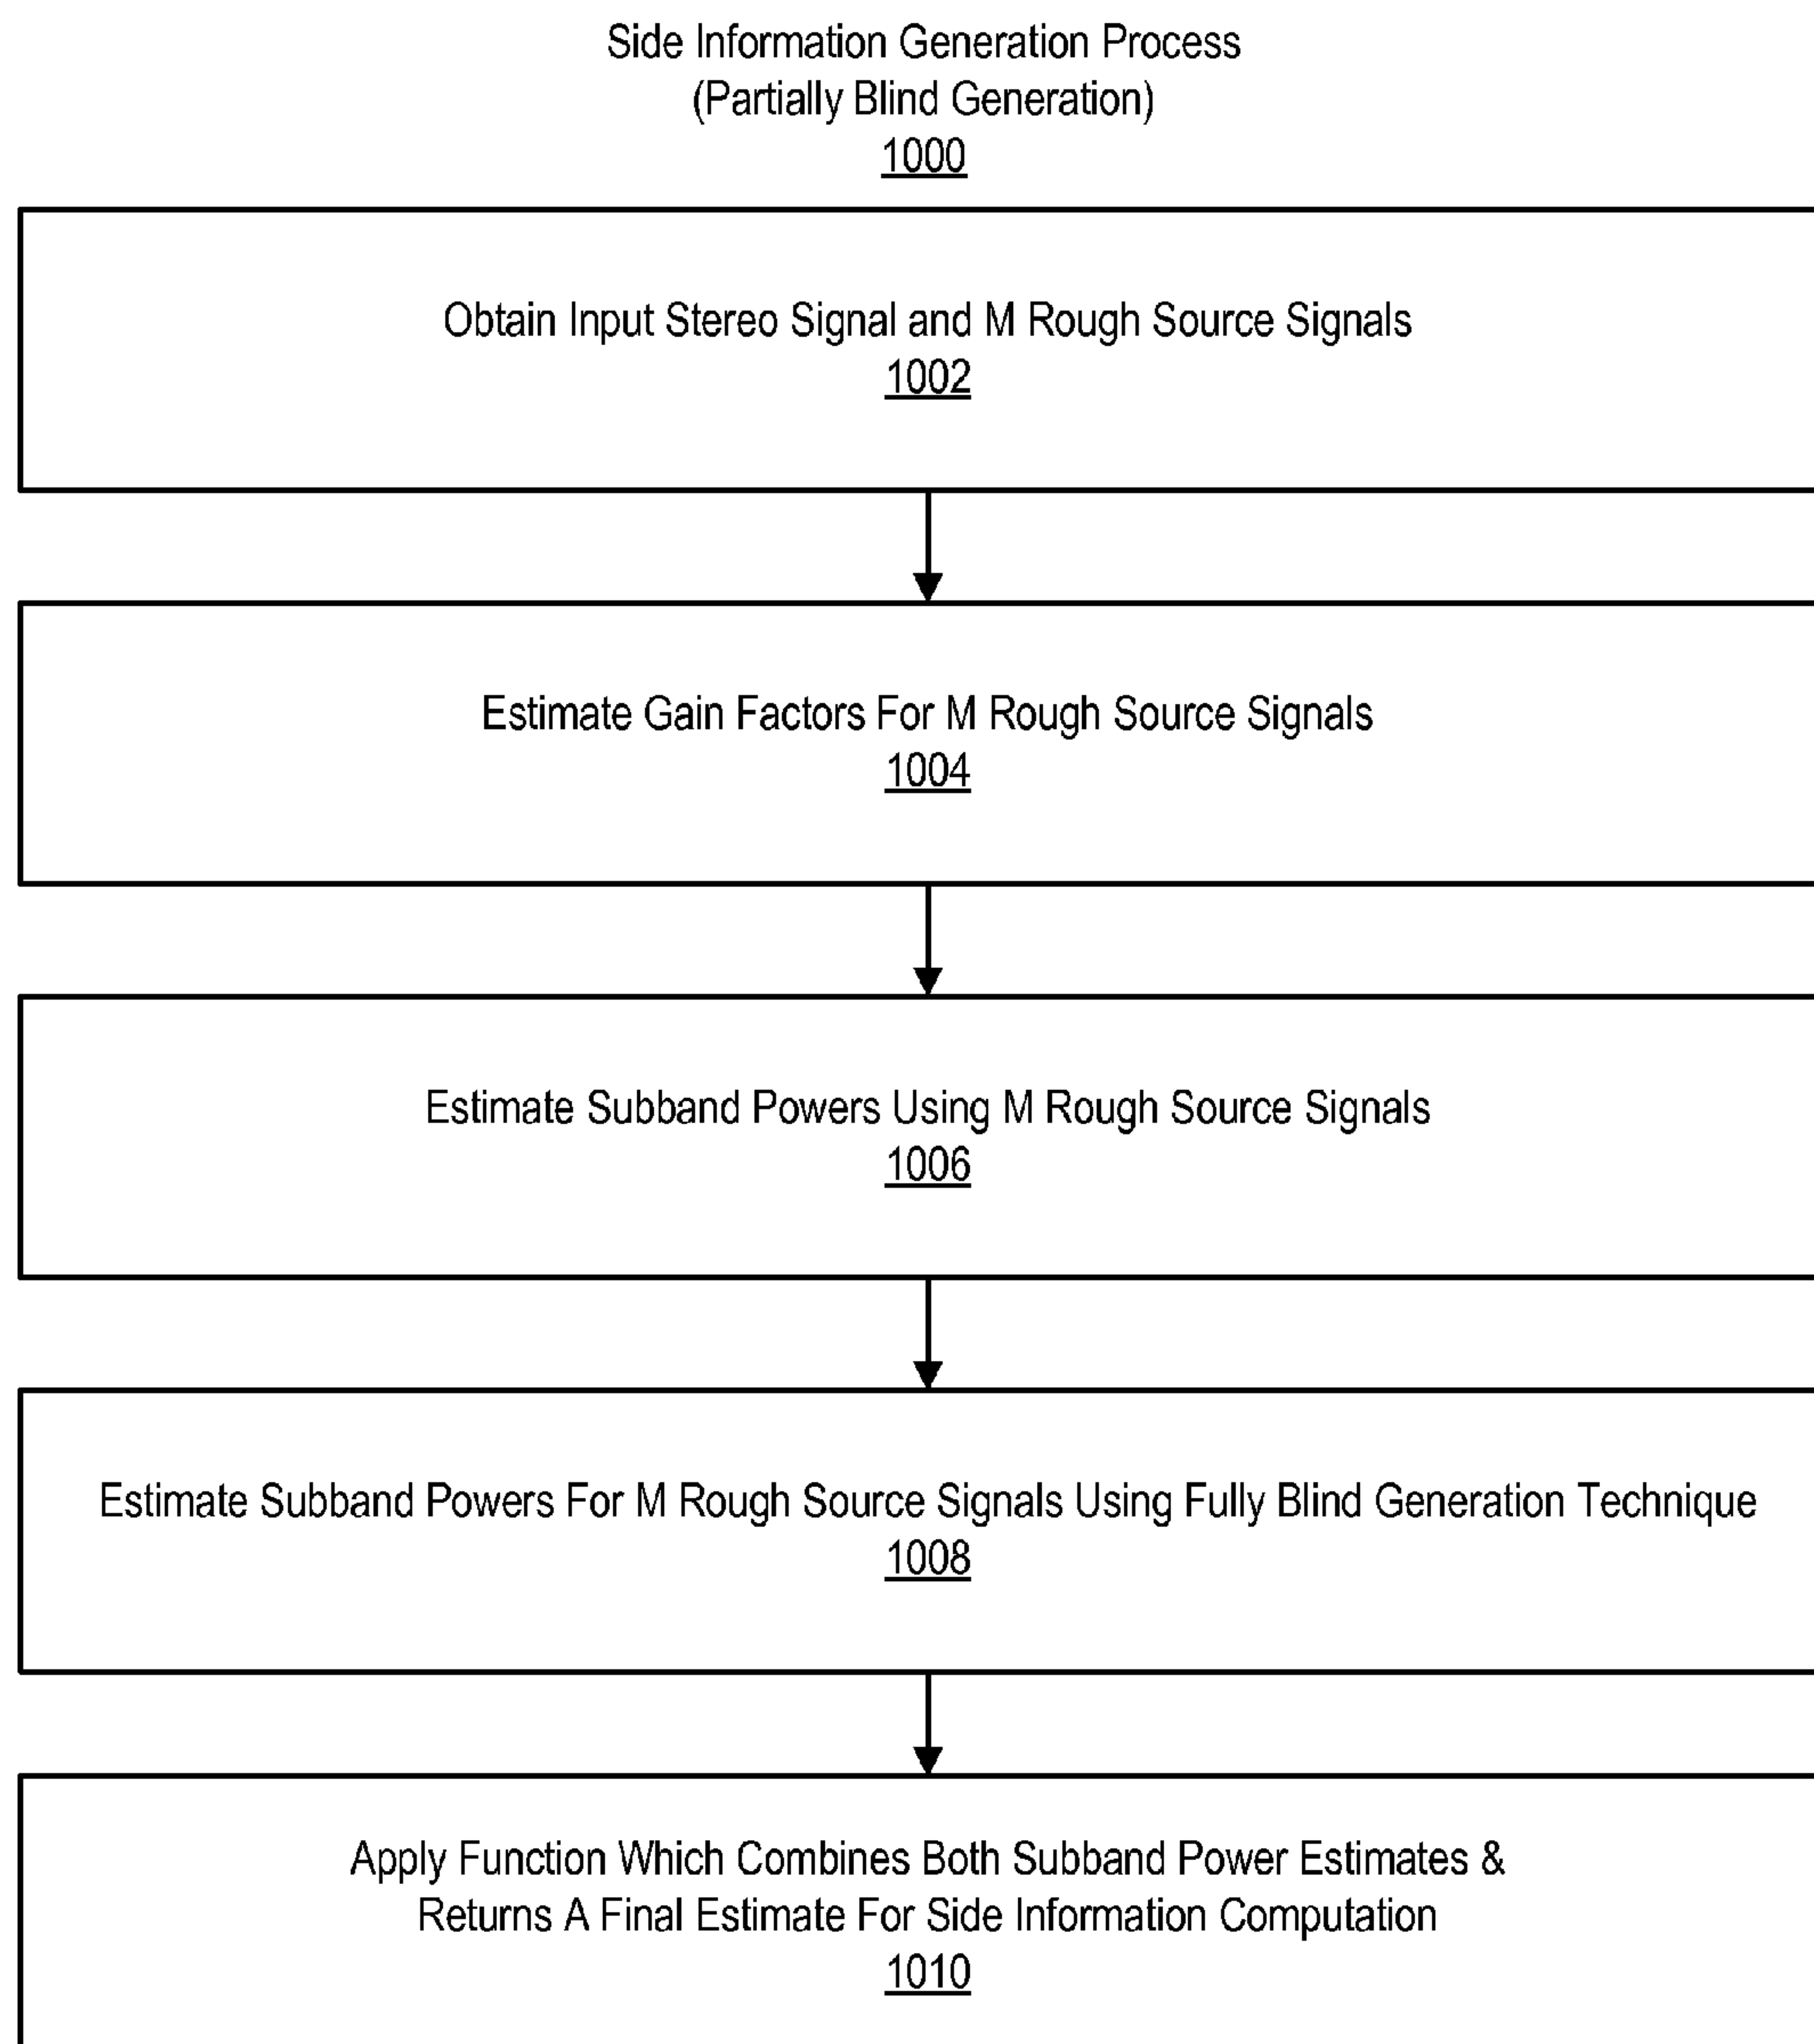 Side Information Generation Process
(Partially Blind Generation)
1000
Obtain Input Stereo Signal and M Rough Source Signals
1002
Estimate Gain Factors For M Rough Source Signals
1004
Estimate Subband Powers Using M Rough Source Signals
1006
Estimate Subband Powers For M Rough Source Signals Using Fully Blind Generation Technique
1008
Apply Function Which Combines Both Subband Power Estimates &
Returns A Final Estimate For Side Information Computation
1010